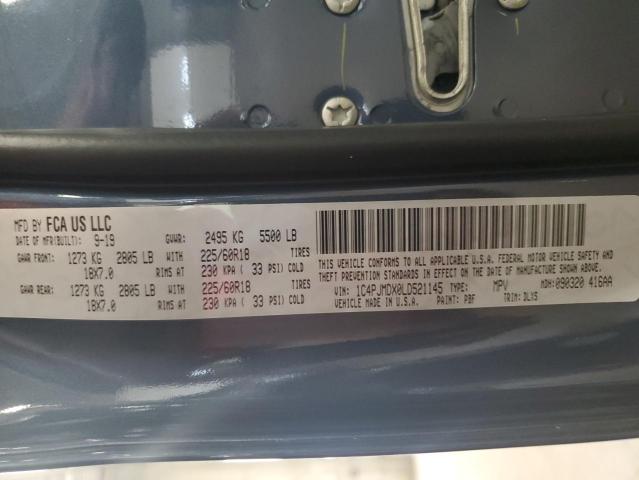 MFD BY FCA US LLC
DATE OF MFR(BUILT): 9-19 GVWR: 2495 KG 5500 LB
GAWR FRONT: 1273 KG 2805 LB WITH 225/60R18 TIRES
18X7.0 RIMS AT 230 KPA ( 33 PSI) COLD
GAWR REAR: 1273 KG 2805 LB WITH 225/60R18 TIRES
18X7.0 RIMS AT 230 KPA ( 33 PSI) COLD
THIS VEHICLE CONFORMS TO ALL APPLICABLE U.S.A. FEDERAL MOTOR VEHICLE SAFETY AND
THEFT PREVENTION STANDARDS IN EFFECT ON THE DATE OF MANUFACTURE SHOWN ABOVE.
VIN: 1C4PJMDX0LD521145 TYPE: MPV MDH: 090320 416AA
VEHICLE MADE IN U.S.A. PAINT: PBF TRIM: DLX5